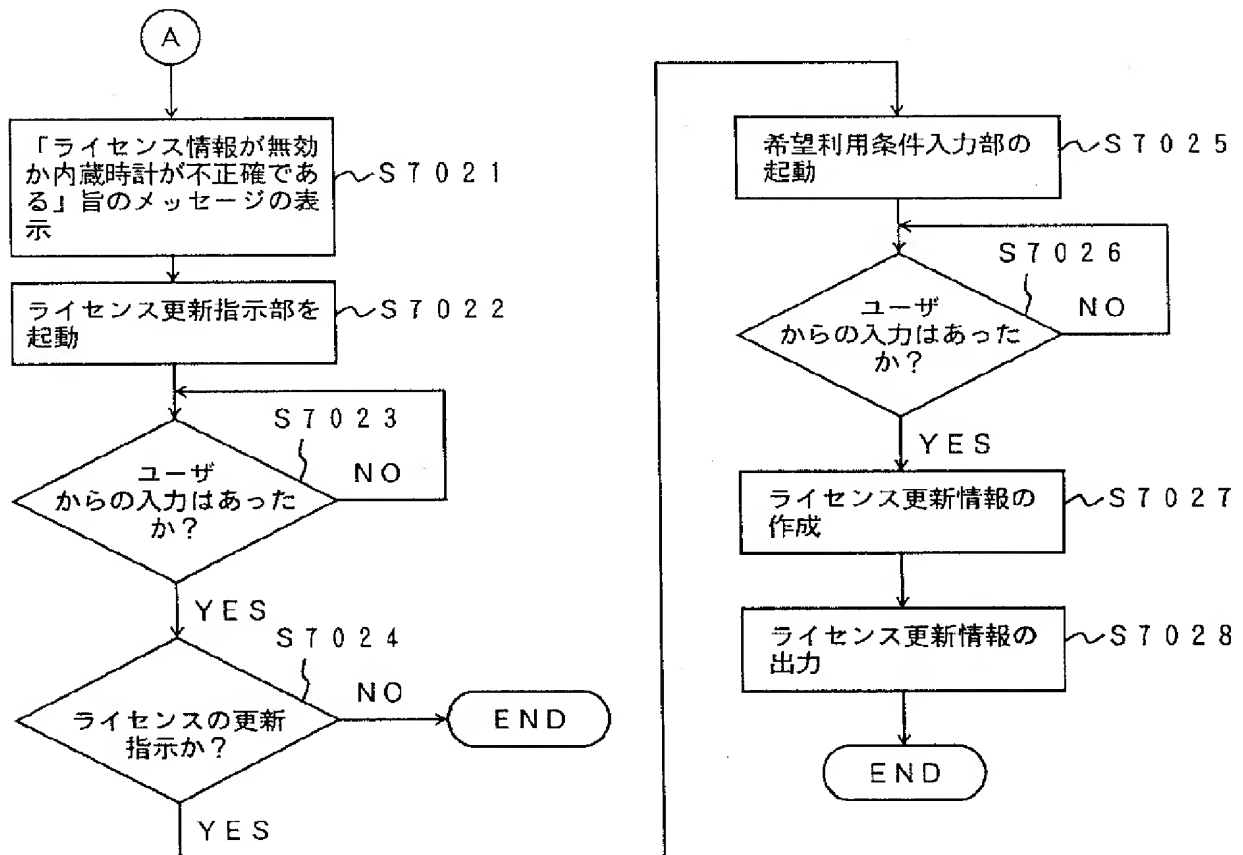 A
「ライセンス情報が無効
か内蔵時計が不正確であ
る」旨のメッセージの表
示
S7021
ライセンス更新指示部を
起動
S7022
S7023
ユーザ
からの入力はあった
か?
NO
YES
S7024
ライセンスの更新
指示か?
NO
END
YES
希望利用条件入力部の
起動
S7025
S7026
ユーザ
からの入力はあった
か?
NO
YES
ライセンス更新情報の
作成
S7027
ライセンス更新情報の
出力
S7028
END